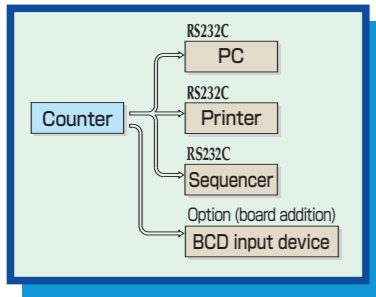 RS232C
PC
RS232C
Counter
Printer
RS232C
Sequencer
Option (board addition)
BCD input device